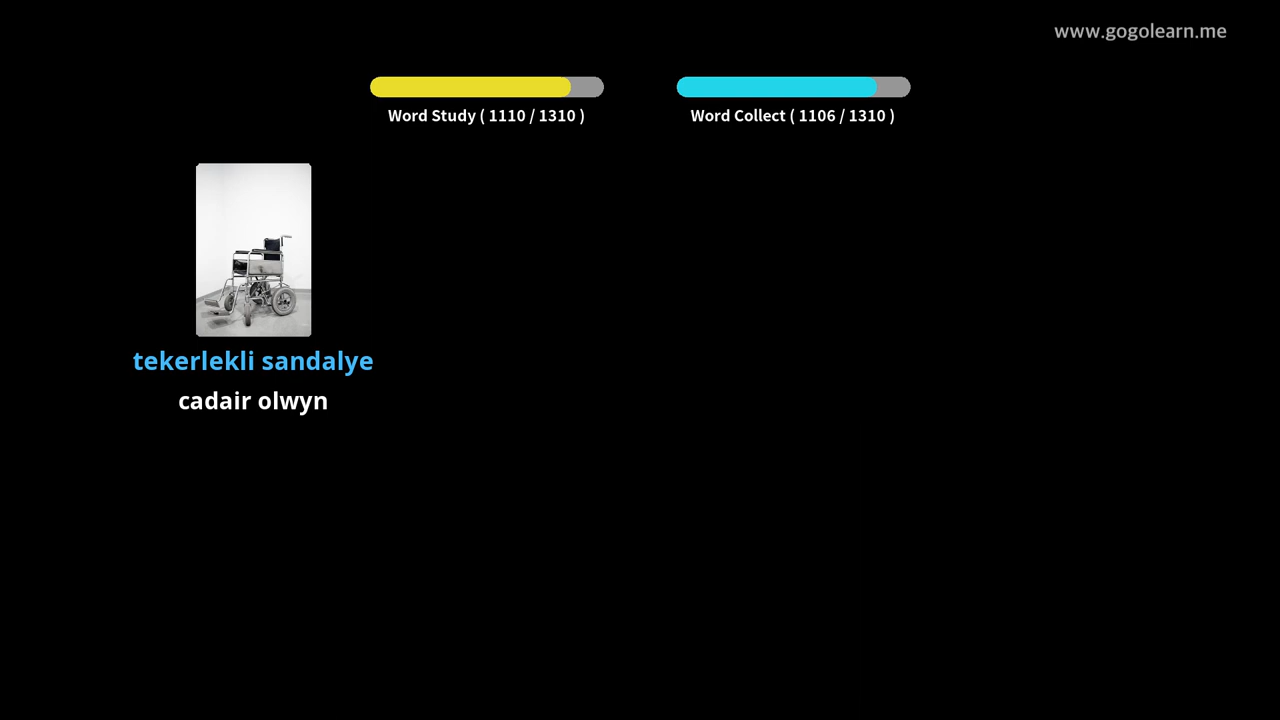 www.gogolearn.me
Word Study ( 1110 / 1310 )
Word Collect ( 1106 / 1310 )
tekerlekli sandalye
cadair olwyn